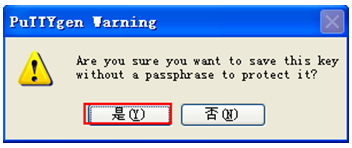 PuTTYgen Warning
Are you sure you want to save this key
without a passphrase to protect it?
是(Y) 否(N)